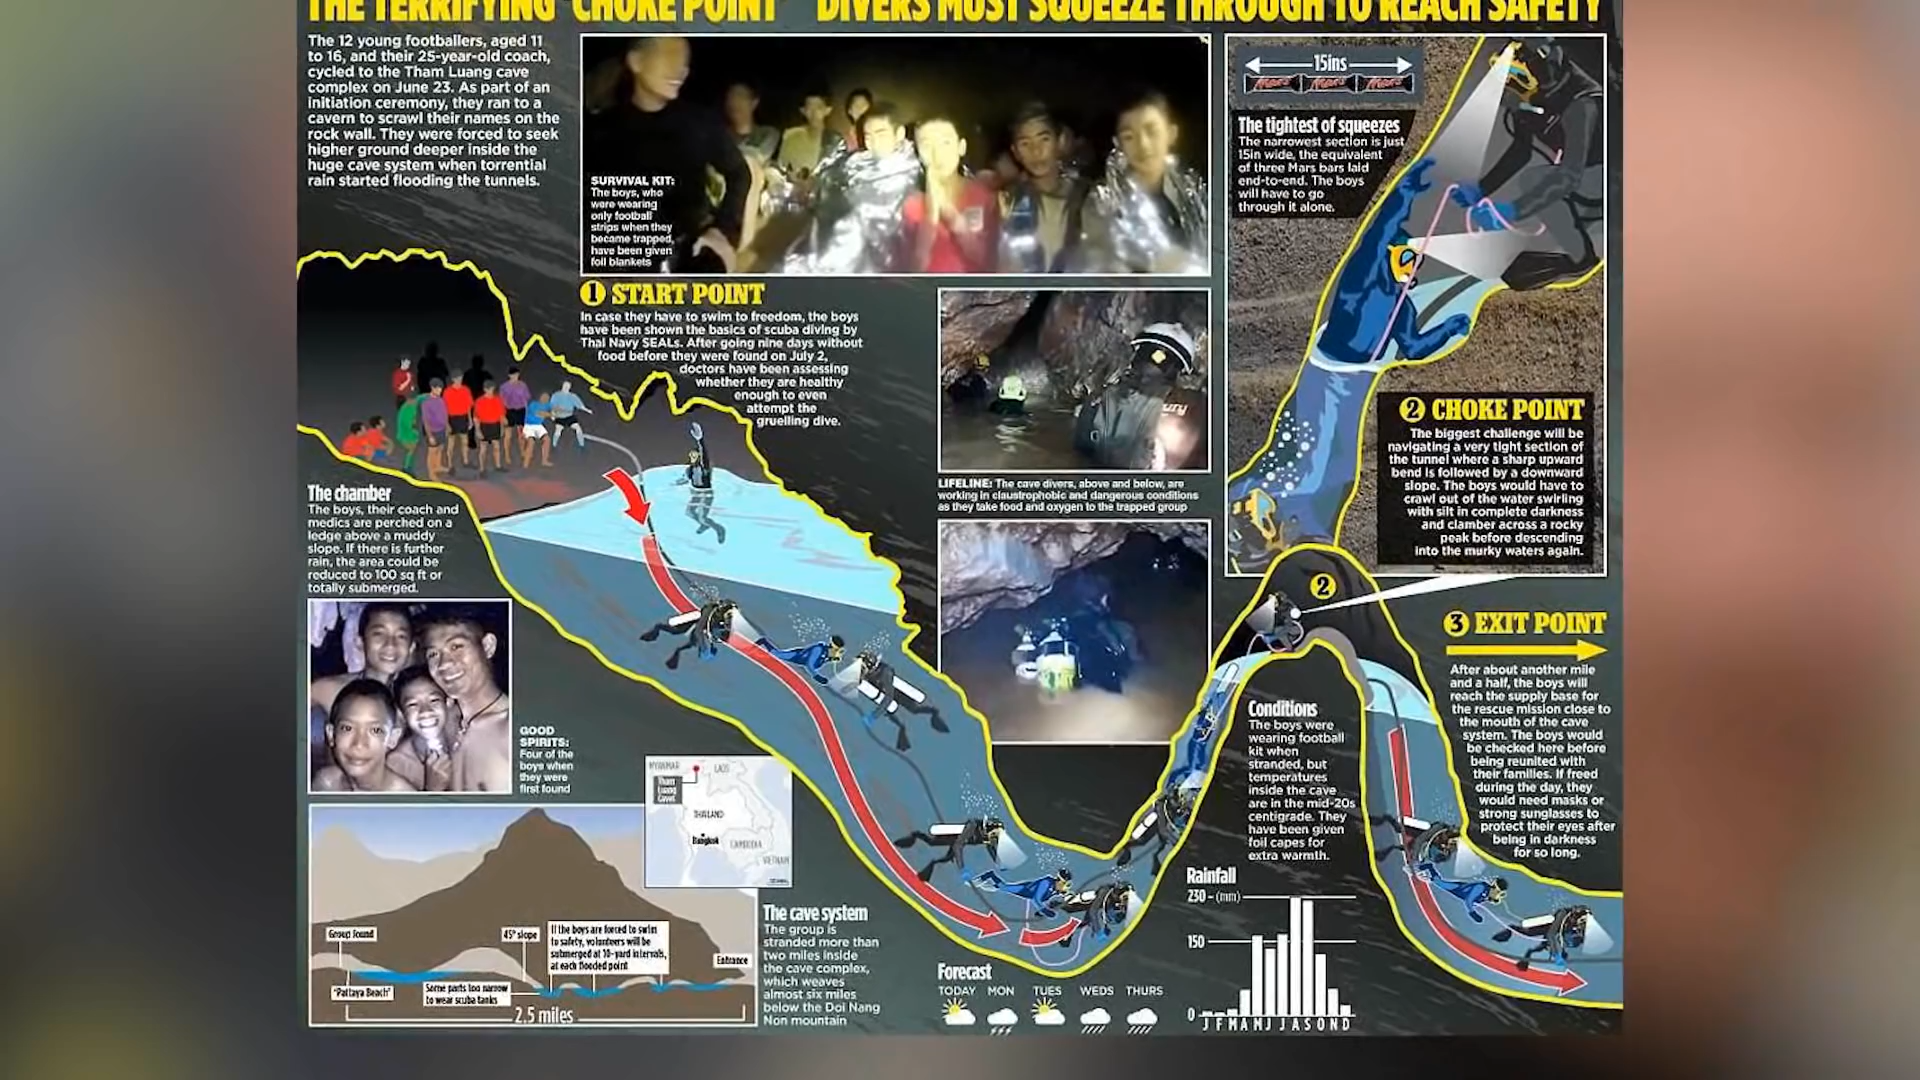 THE TERRIFYING 'CHOKE POINT' DIVERS MUST SQUEEZE THROUGH TO REACH SAFETY
The 12 young footballers, aged 11
to 16, and their 25-year-old coach,
cycled to the Tham Luang cave
complex on June 23. As part of an
initiation ceremony, they ran to a
cavern to scrawl their names on the
rock wall. They were forced to seek
higher ground deeper inside the
huge cave system when torrential
rain started flooding the tunnels.
SURVIVAL KIT:
The boys, who
were wearing
only football
strips when they
became trapped,
have been given
foil blankets
15ins
Mars Mars Mars
The tightest of squeezes
The narrowest section is just
15in wide, the equivalent
of three Mars bars laid
end-to-end. The boys
will have to go
through it alone.
1 START POINT
In case they have to swim to freedom, the boys
have been shown the basics of scuba diving by
Thai Navy SEALs. After going nine days without
food before they were found on July 2,
doctors have been assessing
whether they are healthy
enough to even
attempt the
gruelling dive.
LIFELINE: The cave divers, above and below, are
working in claustrophobic and dangerous conditions
as they take food and oxygen to the trapped group
2 CHOKE POINT
The biggest challenge will be
navigating a very tight section of
the tunnel where a sharp upward
bend is followed by a downward
slope. The boys would have to
crawl out of the water swirling
with silt in complete darkness
and clamber across a rocky
peak before descending
into the murky waters again.
The chamber
The boys, their coach and
medics are perched on a
ledge above a muddy
slope. If there is further
rain, the area could be
reduced to 100 sq ft or
totally submerged.
GOOD
SPIRITS:
Four of the
boys when
they were
first found
2
3 EXIT POINT
After about another mile
and a half, the boys will
reach the supply base for
the rescue mission close to
the mouth of the cave
system. The boys would
be checked here before
being reunited with
their families. If freed
during the day, they
would need masks or
strong sunglasses to
protect their eyes after
being in darkness
for so long.
Conditions
The boys were
wearing football
kit when
stranded, but
temperatures
inside the cave
are in the mid-20s
centigrade. They
have been given
foil capes for
extra warmth.
MYANMAR
LAOS
Tham
Luang
Caves
THAILAND
Bangkok
CAMBODIA
VIETNAM
Group found
45° slope
If the boys are forced to swim
to safety, volunteers will be
submerged at 10-yard intervals,
at each flooded point
Entrance
'Pattaya Beach'
Some parts too narrow
to wear scuba tanks
2.5 miles
The cave system
The group is
stranded more than
two miles inside
the cave complex,
which weaves
almost six miles
below the Doi Nang
Non mountain
Forecast
TODAY MON TUES WEDS THURS
Rainfall
230 - (mm)
150
0
J F M A M J J A S O N D